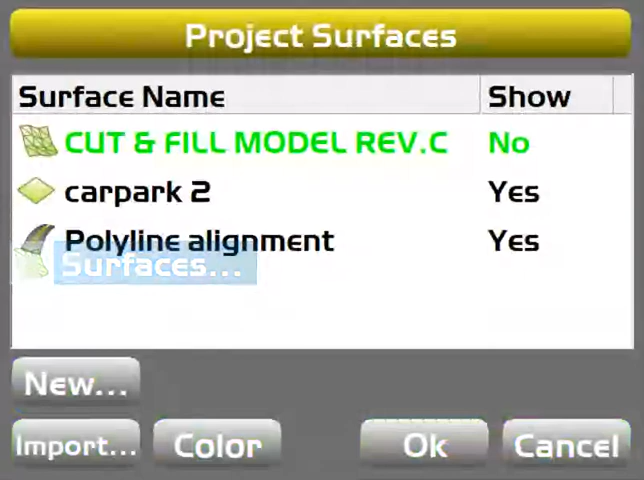 Project Surfaces
Surface Name Show
CUT & FILL MODEL REV.C No
carpark 2 Yes
Polyline alignment Yes
Surfaces...
New...
Import... Color Ok Cancel